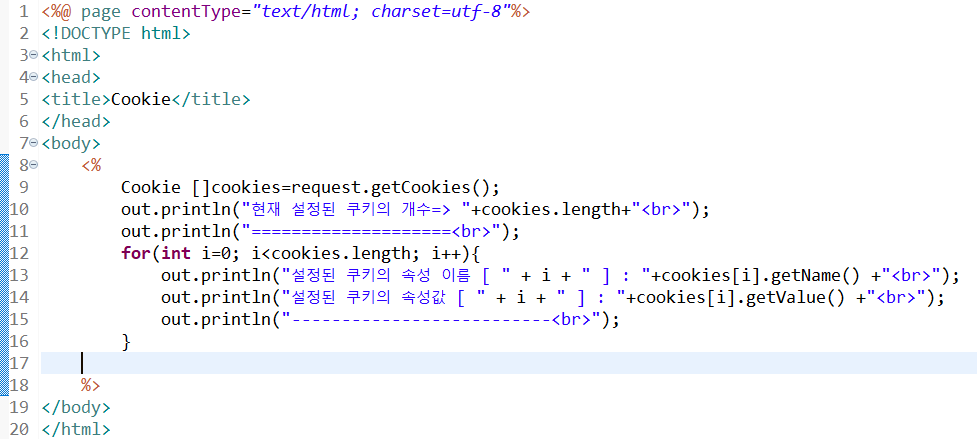 1 <%@ page contentType="text/html; charset=utf-8"%>
2 <!DOCTYPE html>
3 <html>
4 <head>
5 <title>Cookie</title>
6 </head>
7 <body>
8     <%
9         Cookie []cookies=request.getCookies();
10         out.println("현재 설정된 쿠키의 개수=> "+cookies.length+"<br>");
11         out.println("====================<br>");
12         for(int i=0; i<cookies.length; i++){
13             out.println("설정된 쿠키의 속성 이름 [ " + i + " ] : "+cookies[i].getName() +"<br>");
14             out.println("설정된 쿠키의 속성값 [ " + i + " ] : "+cookies[i].getValue() +"<br>");
15             out.println("--------------------------<br>");
16         }
17
18     %>
19 </body>
20 </html>